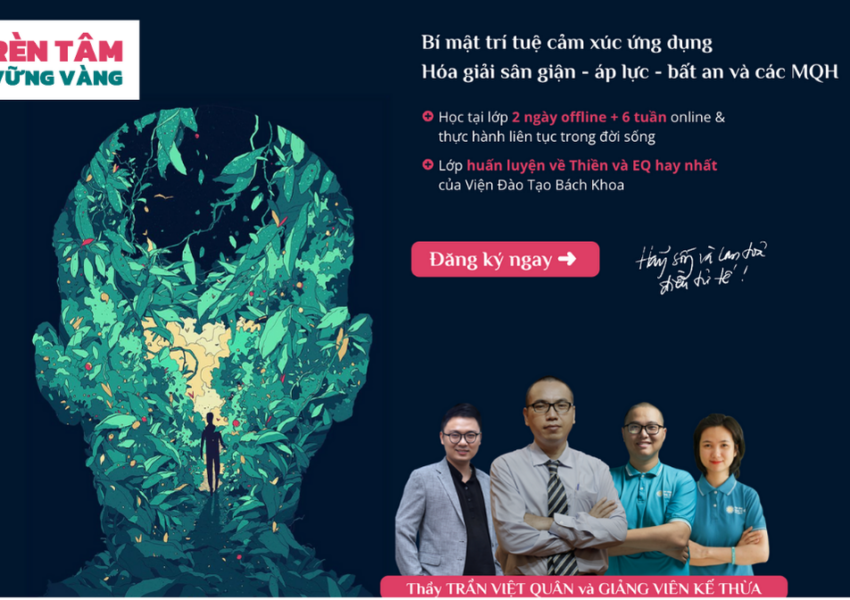 RÈN TÂM
VỮNG VÀNG
Bí mật trí tuệ cảm xúc ứng dụng
Hóa giải sân giận - áp lực - bất an và các MQH
Học tại lớp 2 ngày offline + 6 tuần online &
thực hành liên tục trong đời sống
Lớp huấn luyện về Thiền và EQ hay nhất
của Viện Đào Tạo Bách Khoa
Đăng ký ngay
Hãy sống và lan toả
điều tử tế!
Thầy TRẦN VIỆT QUÂN và GIẢNG VIÊN KẾ THỪA